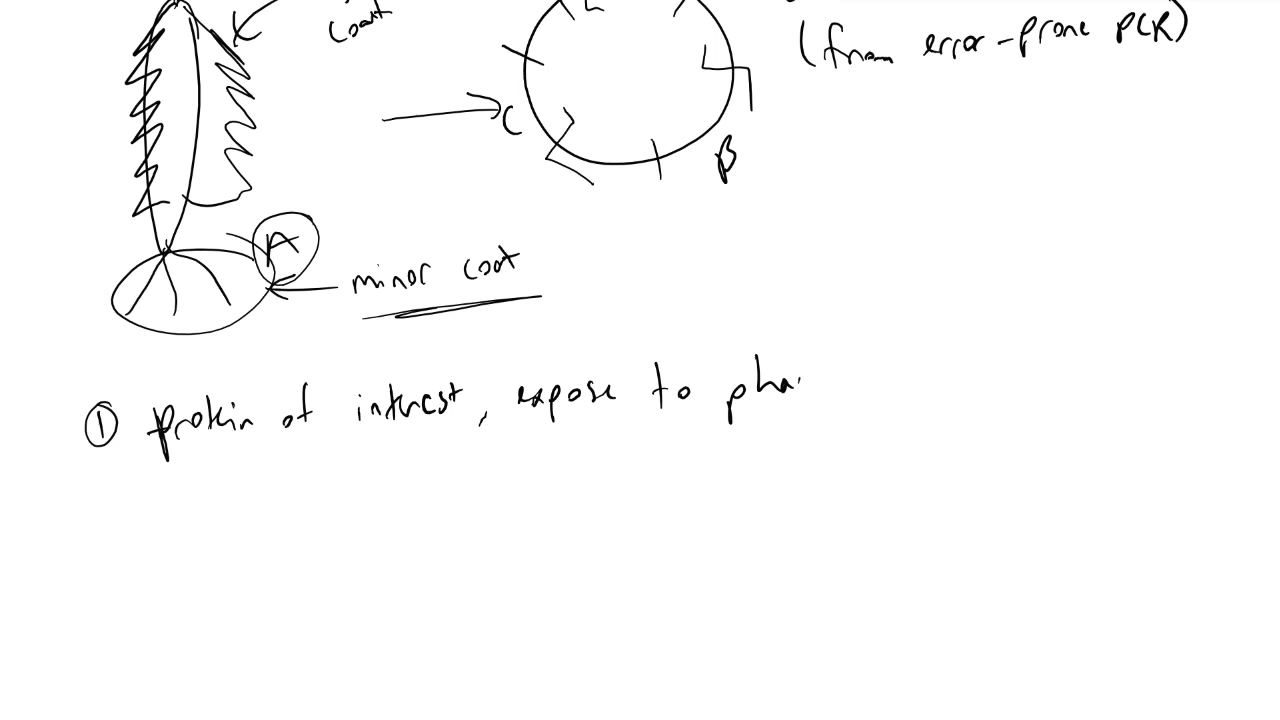 coat
(from error-prone PCR)
C
B
A
minor coat
① protein of interest, expose to pha